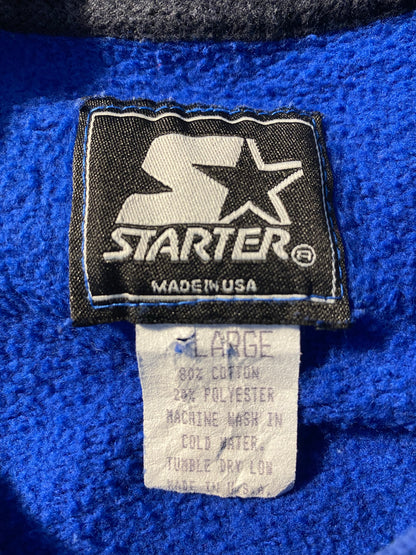 STARTER®
MADE IN USA
LARGE
80% COTTON
20% POLYESTER
MACHINE WASH IN
COLD WATER.
TUMBLE DRY LOW
MADE IN U.S.A.